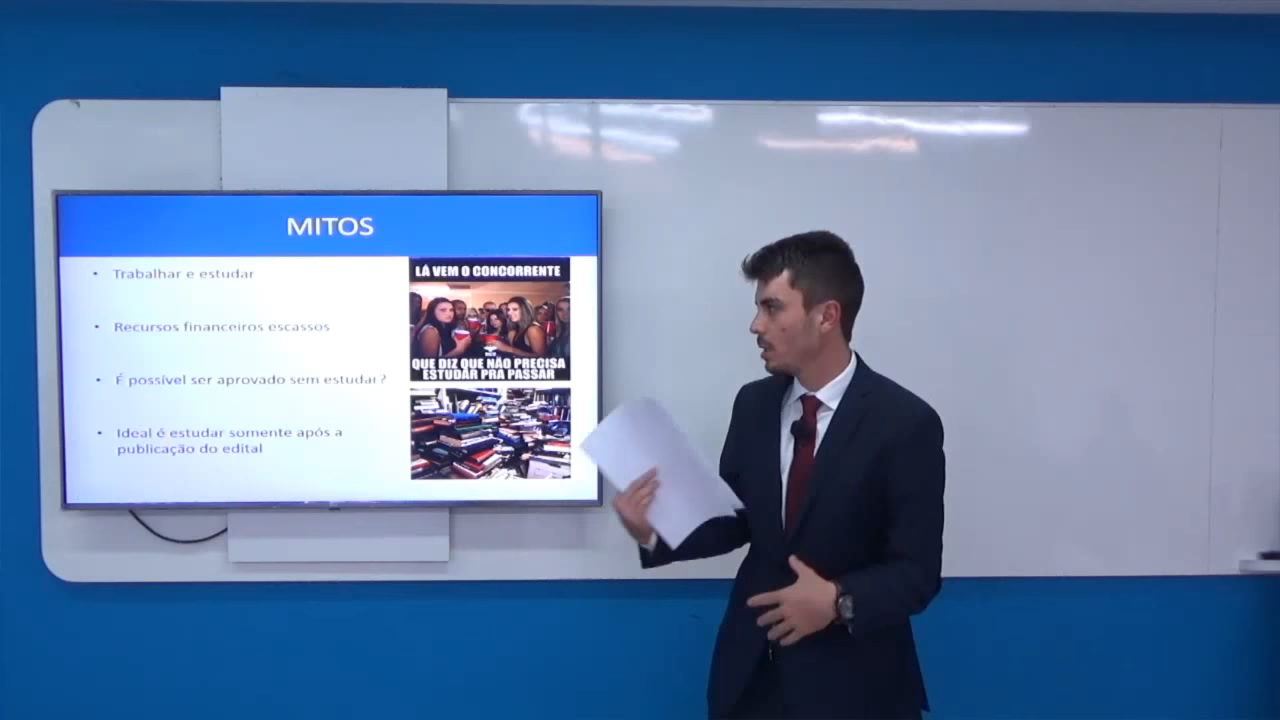 MITOS
• Trabalhar e estudar
• Recursos financeiros escassos
• É possível ser aprovado sem estudar?
• Ideal é estudar somente após a
publicação do edital
LÁ VEM O CONCORRENTE
QUE DIZ QUE NÃO PRECISA
ESTUDAR PRA PASSAR